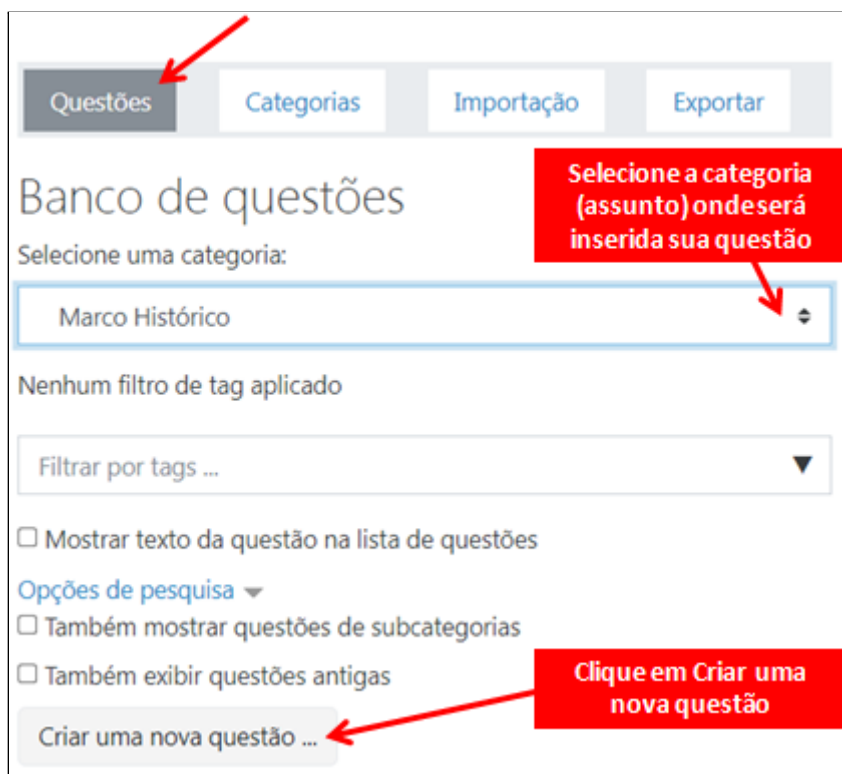 Questões Categorias Importação Exportar
Banco de questões
Selecione a categoria
(assunto) onde será
inserida sua questão
Selecione uma categoria:
Marco Histórico
Nenhum filtro de tag aplicado
Filtrar por tags ...
Mostrar texto da questão na lista de questões
Opções de pesquisa
Também mostrar questões de subcategorias
Também exibir questões antigas
Clique em Criar uma
nova questão
Criar uma nova questão ...